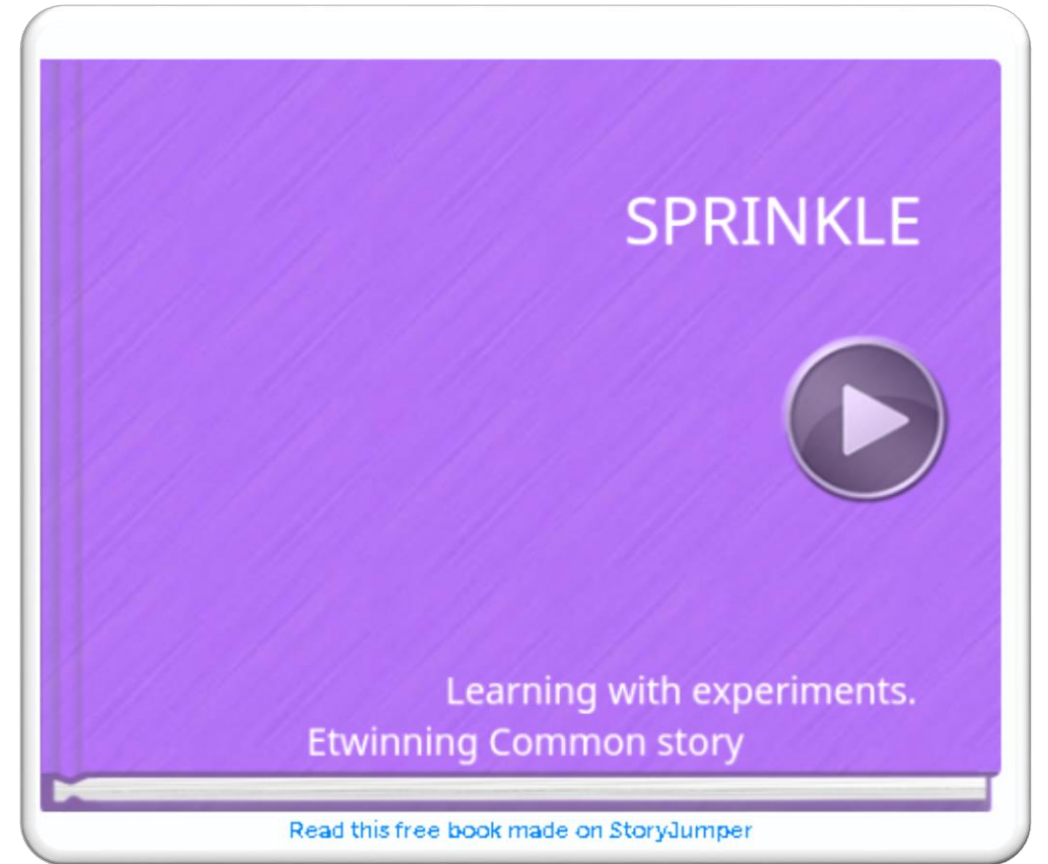 SPRINKLE
Learning with experiments.
Etwinning Common story
Read this free book made on StoryJumper